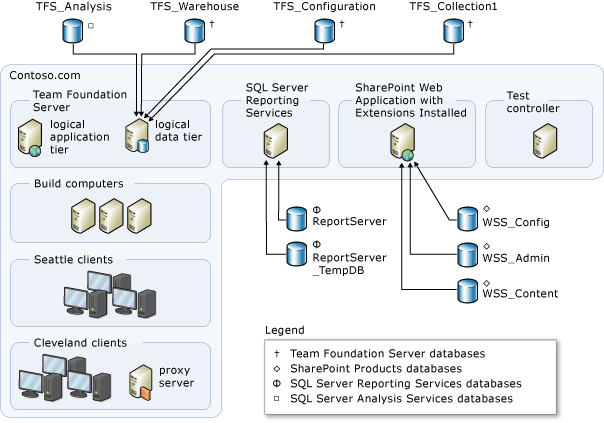 TFS_Analysis
□
TFS_Warehouse
†
TFS_Configuration
†
TFS_Collection1
†
Contoso.com
Team Foundation
Server
logical
application
tier
logical
data tier
SQL Server
Reporting
Services
SharePoint Web
Application with
Extensions Installed
Test
controller
Build computers
Φ
ReportServer
Φ
ReportServer
_TempDB
◇
WSS_Config
◇
WSS_Admin
◇
WSS_Content
Seattle clients
Cleveland clients
proxy
server
Legend
† Team Foundation Server databases
◇ SharePoint Products databases
Φ SQL Server Reporting Services databases
□ SQL Server Analysis Services databases